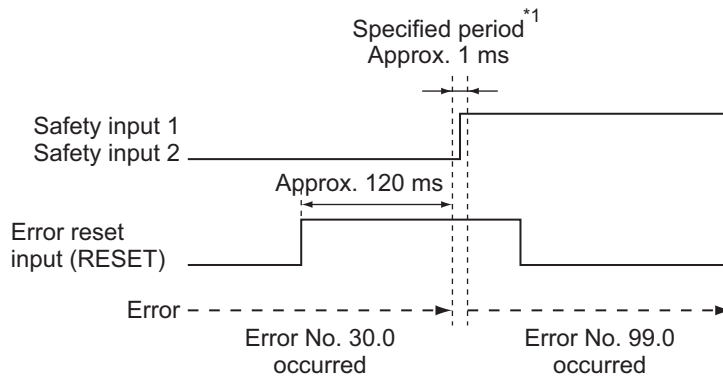 Specified period*1
Approx. 1 ms
Safety input 1
Safety input 2
Approx. 120 ms
Error reset
input (RESET)
Error
Error No. 30.0
occurred
Error No. 99.0
occurred